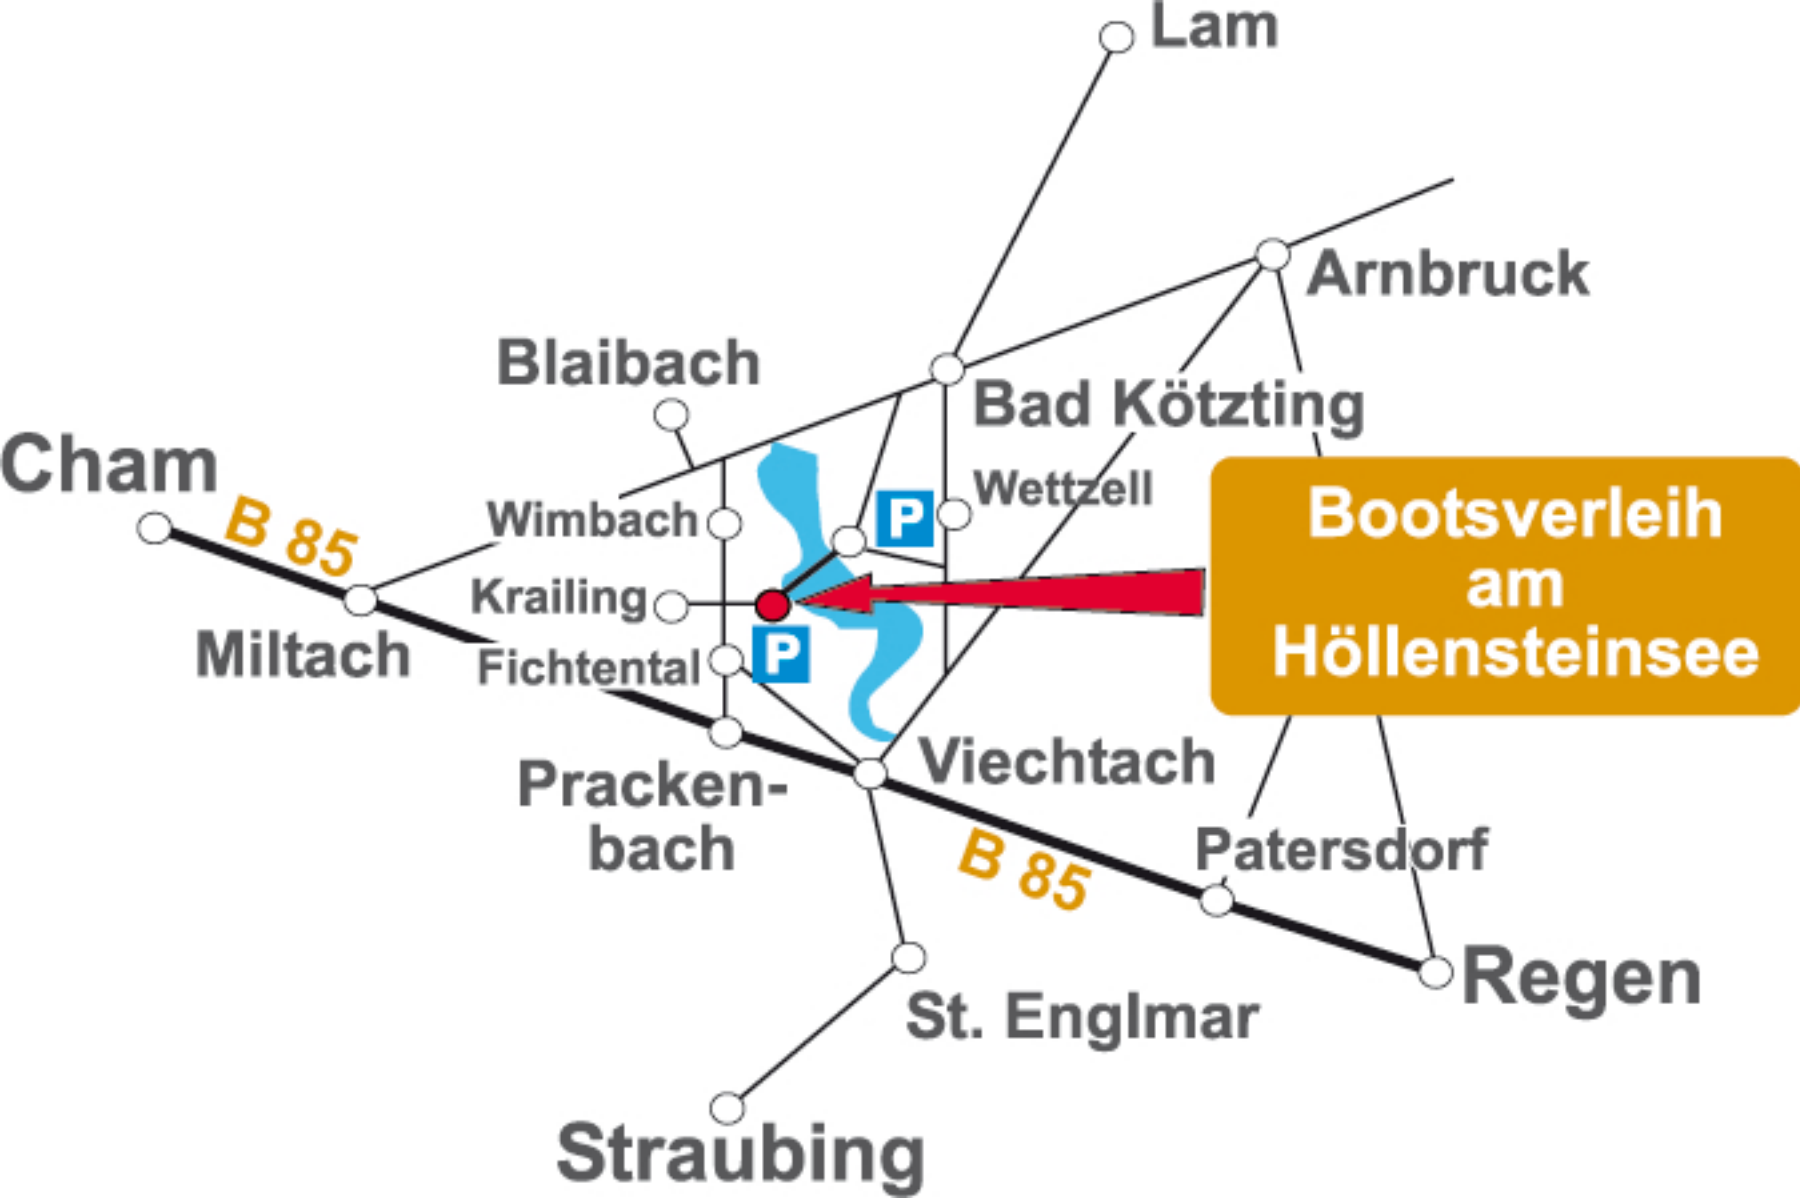 Lam
Arnbruck
Blaibach
Bad Kötzting
Cham
B 85
Wimbach
P
Wettzell
Bootsverleih
am
Höllensteinsee
Krailing
Miltach
Fichtental
P
Viechtach
Pracken-
bach
B 85
Patersdorf
Regen
St. Englmar
Straubing